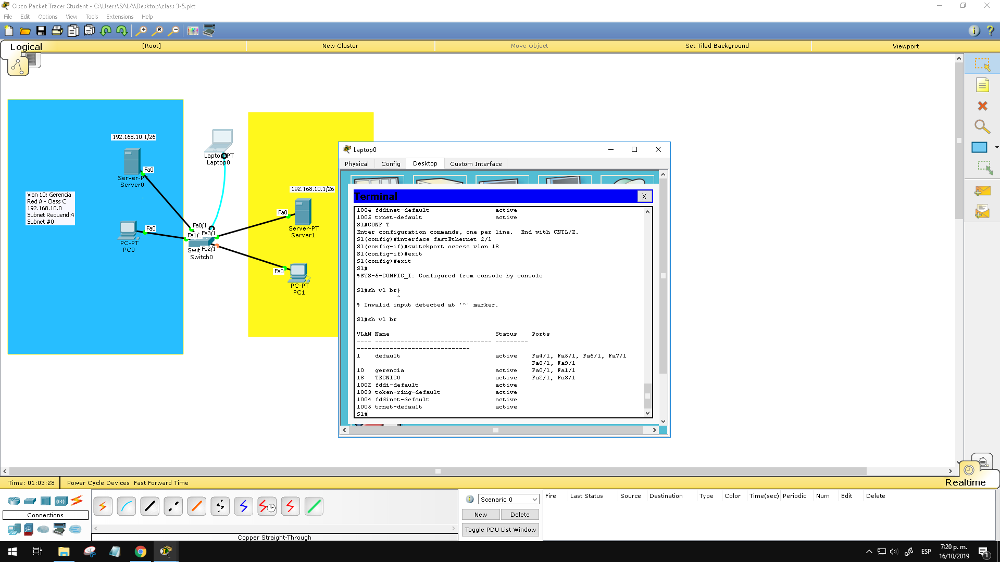 Cisco Packet Tracer Student - C:\Users\SALA\Desktop\class 3-5.pkt
File Edit Options View Tools Extensions Help
Logical [Root] New Cluster Move Object Set Tiled Background Viewport
192.168.10.1/26
Fa0
Server-PT
Server0
Vlan 10: Gerencia
Red A - Class C
192.168.10.0
Subnet Requerid:4
Subnet #0
Fa0
PC-PT
PC0
Laptop-PT
Laptop0
Fa0/1
Fa3/1
Fa1/1
Fa2/1
Swit
Switch0
192.168.10.1/26
Fa0
Server-PT
Server1
Fa0
PC-PT
PC1
Laptop0
Physical Config Desktop Custom Interface
Terminal X
1004 fddinet-default active
1005 trnet-default active
S1#CONF T
Enter configuration commands, one per line. End with CNTL/Z.
S1(config)#interface fastEthernet 2/1
S1(config-if)#switchport access vlan 18
S1(config-if)#exit
S1(config)#exit
S1#
%SYS-5-CONFIG_I: Configured from console by console
S1#sh vl br}
^
% Invalid input detected at '^' marker.
S1#sh vl br
VLAN Name Status Ports
---- -------------------------------- ---------
-------------------------------
1 default active Fa4/1, Fa5/1, Fa6/1, Fa7/1
Fa8/1, Fa9/1
10 gerencia active Fa0/1, Fa1/1
18 TECNICO active Fa2/1, Fa3/1
1002 fddi-default active
1003 token-ring-default active
1004 fddinet-default active
1005 trnet-default active
S1#
Time: 01:03:28 Power Cycle Devices Fast Forward Time
Realtime
Connections
Copper Straight-Through
Scenario 0
New Delete
Toggle PDU List Window
Fire Last Status Source Destination Type Color Time(sec) Periodic Num Edit Delete
ESP
7:20 p. m.
16/10/2019
1